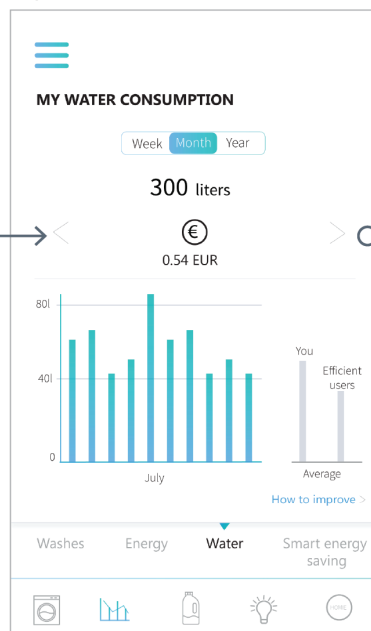 MY WATER CONSUMPTION
Week Month Year
300 liters
€
0.54 EUR
80l
40l
0
July
You
Efficient
users
Average
How to improve >
Washes Energy Water Smart energy
saving
HOME